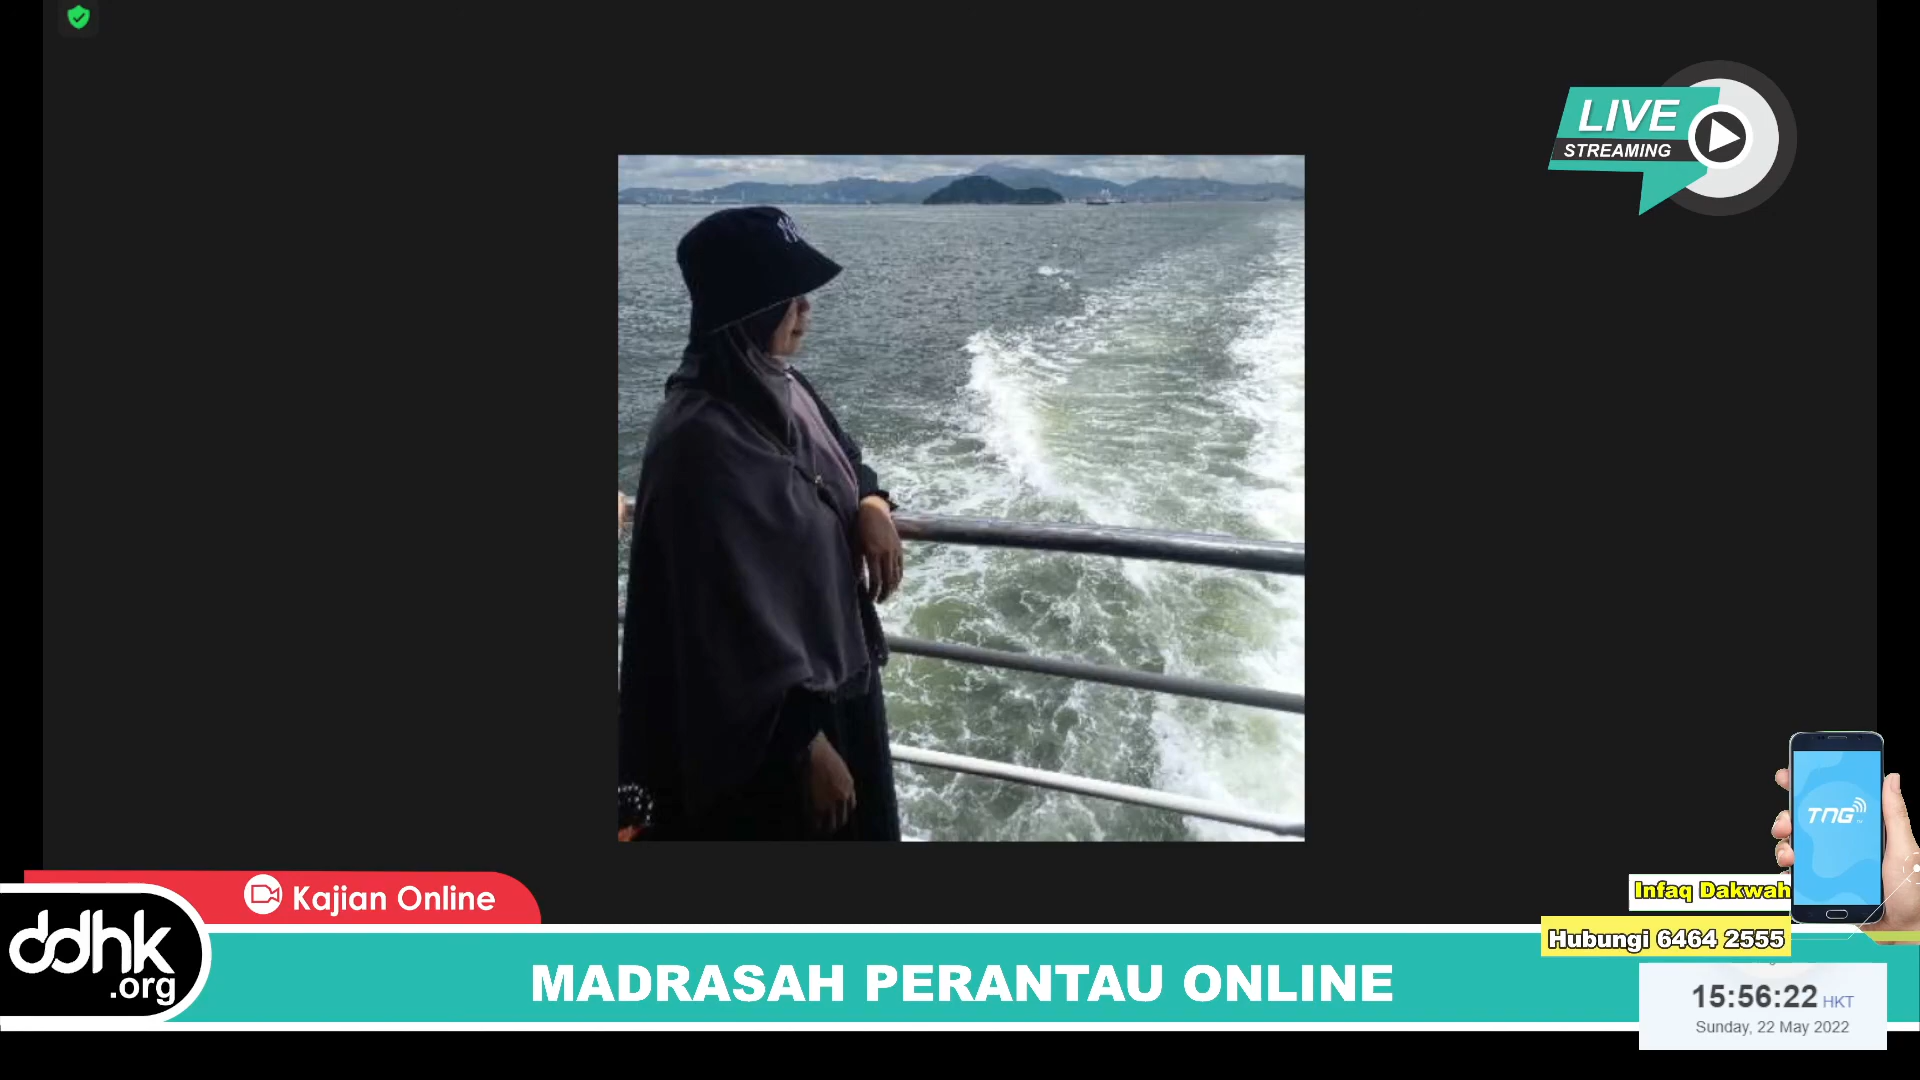 LIVE
STREAMING
NY
TNG
Kajian Online
Infaq Dakwah
ddhk
.org
Hubungi 6464 2555
MADRASAH PERANTAU ONLINE
15:56:22 HKT
Sunday, 22 May 2022